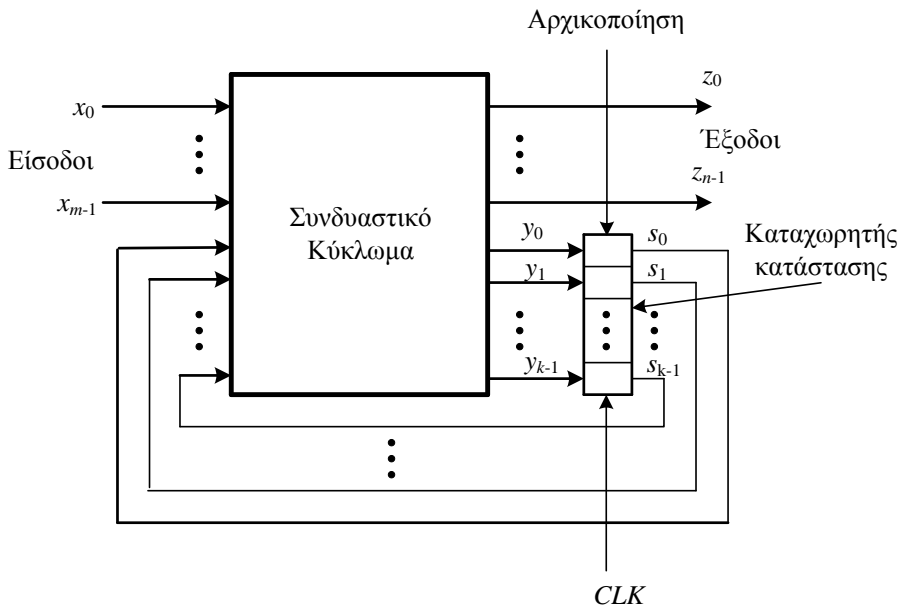 Αρχικοποίηση
x0
z0
Είσοδοι
Έξοδοι
xm-1
zn-1
Συνδυαστικό
Κύκλωμα
y0
s0
Καταχωρητής
κατάστασης
y1
s1
yk-1
sk-1
CLK